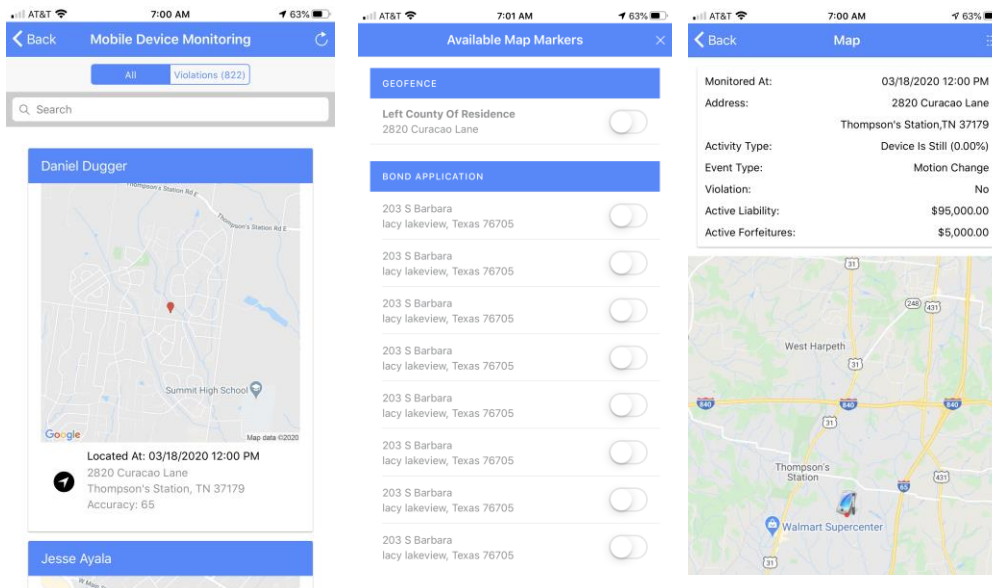 AT&T 7:00 AM 63%
Back Mobile Device Monitoring
All Violations (822)
Search
Daniel Dugger
Thompson's Station Rd E
Thompson's Station Rd E
Summit High School
Google Map data ©2020
Located At: 03/18/2020 12:00 PM
2820 Curacao Lane
Thompson's Station, TN 37179
Accuracy: 65
Jesse Ayala
W Main
AT&T 7:01 AM 63%
Available Map Markers
GEOFENCE
Left County Of Residence
2820 Curacao Lane
BOND APPLICATION
203 S Barbara
lacy lakeview, Texas 76705
203 S Barbara
lacy lakeview, Texas 76705
203 S Barbara
lacy lakeview, Texas 76705
203 S Barbara
lacy lakeview, Texas 76705
203 S Barbara
lacy lakeview, Texas 76705
203 S Barbara
lacy lakeview, Texas 76705
203 S Barbara
lacy lakeview, Texas 76705
203 S Barbara
lacy lakeview, Texas 76705
AT&T 7:00 AM 63%
Back Map
Monitored At: 03/18/2020 12:00 PM
Address: 2820 Curacao Lane
Thompson's Station,TN 37179
Activity Type: Device Is Still (0.00%)
Event Type: Motion Change
Violation: No
Active Liability: $95,000.00
Active Forfeitures: $5,000.00
31
248 431
West Harpeth
31
840 840 840
31
Thompson's
Station
431
65
Walmart Supercenter
31